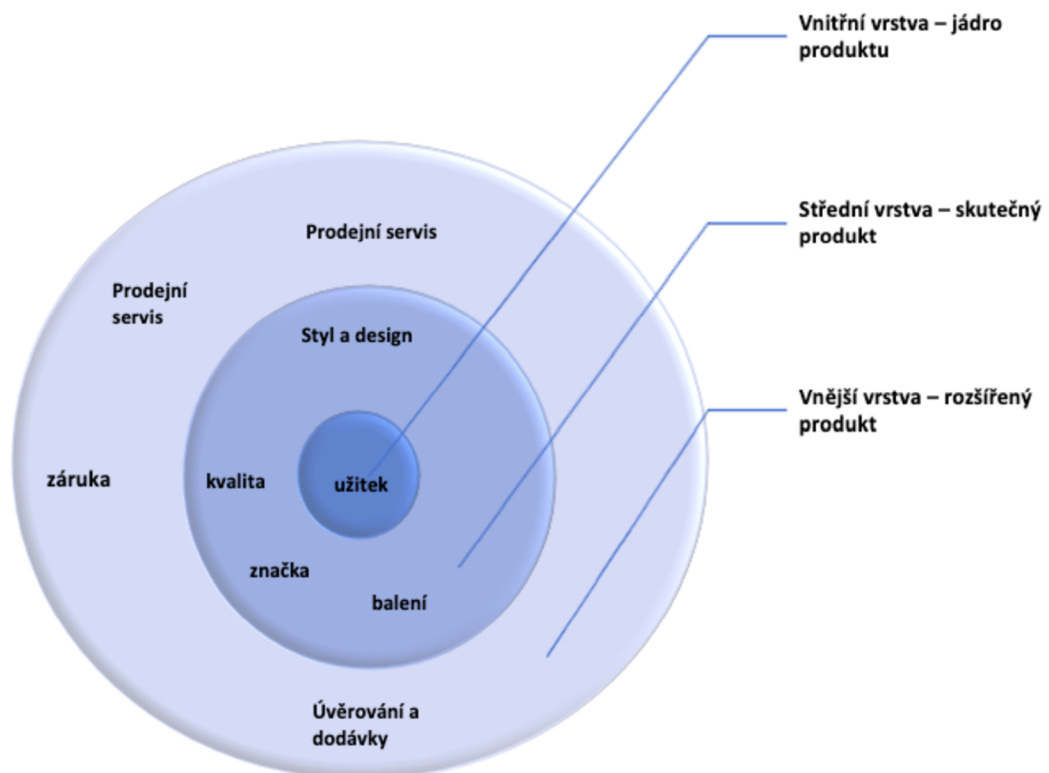 Vnitřní vrstva – jádro
produktu
Střední vrstva – skutečný
produkt
Prodejní servis
Prodejní
servis
Styl a design
Vnější vrstva – rozšířený
produkt
záruka
kvalita
užitek
značka
balení
Úvěrování a
dodávky